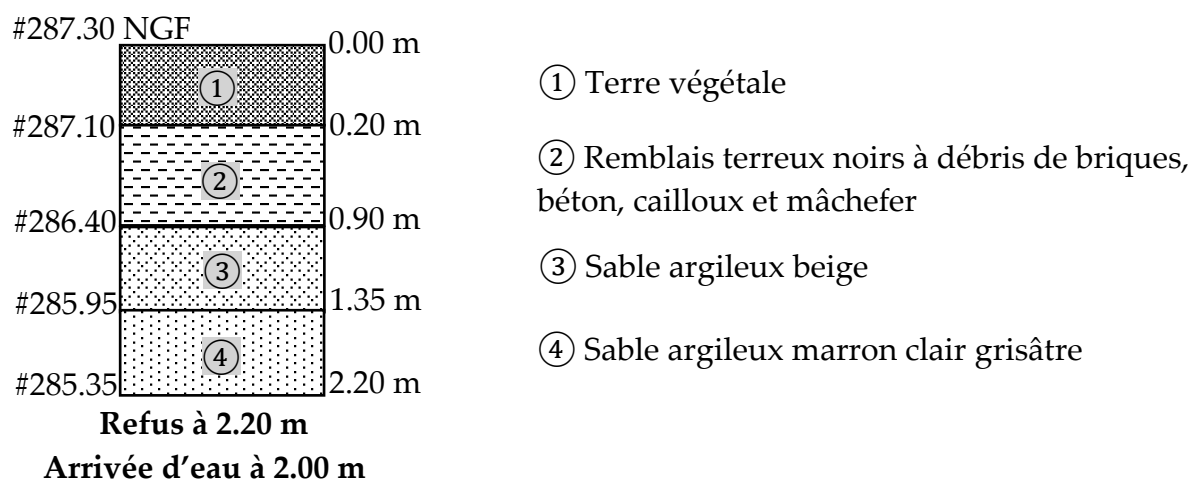 #287.30 NGF
0.00 m
① Terre végétale
①
#287.10
0.20 m
② Remblais terreux noirs à débris de briques,
béton, cailloux et mâchefer
②
#286.40
0.90 m
③ Sable argileux beige
③
#285.95
1.35 m
④ Sable argileux marron clair grisâtre
④
#285.35
2.20 m
Refus à 2.20 m
Arrivée d’eau à 2.00 m